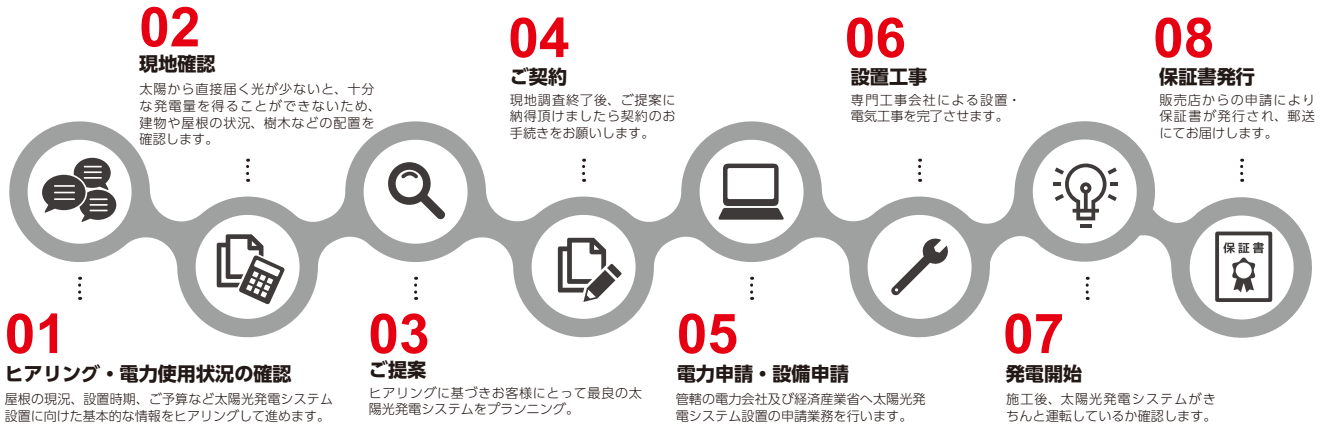 01
ヒアリング・電力使用状況の確認
屋根の現況、設置時期、ご予算など太陽光発電システム
設置に向けた基本的な情報をヒアリングして進めます。
02
現地確認
太陽から直接届く光が少ないと、十分
な発電量を得ることができないため、
建物や屋根の状況、樹木などの配置を
確認します。
03
ご提案
ヒアリングに基づきお客様にとって最良の太
陽光発電システムをプランニング。
04
ご契約
現地調査終了後、ご提案に
納得頂けましたら契約のお
手続きをお願いします。
05
電力申請・設備申請
管轄の電力会社及び経済産業省へ太陽光発
電システム設置の申請業務を行います。
06
設置工事
専門工事会社による設置・
電気工事を完了させます。
07
発電開始
施工後、太陽光発電システムがき
ちんと運転しているか確認します。
08
保証書発行
販売店からの申請により
保証書が発行され、郵送
にてお届けします。
保証書